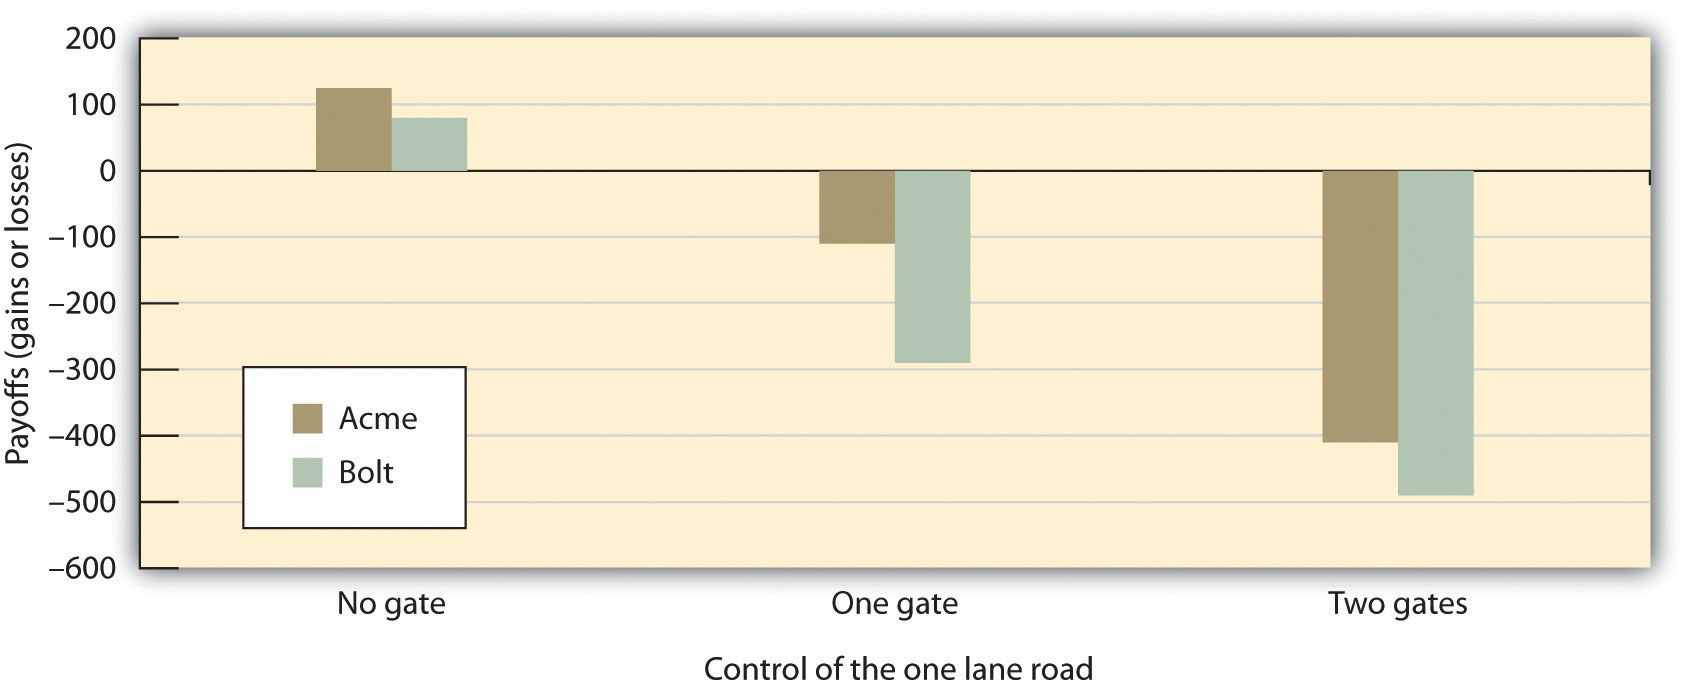 Payoffs (gains or losses)
200
100
0
–100
–200
–300
–400
–500
–600
Acme
Bolt
No gate
One gate
Two gates
Control of the one lane road